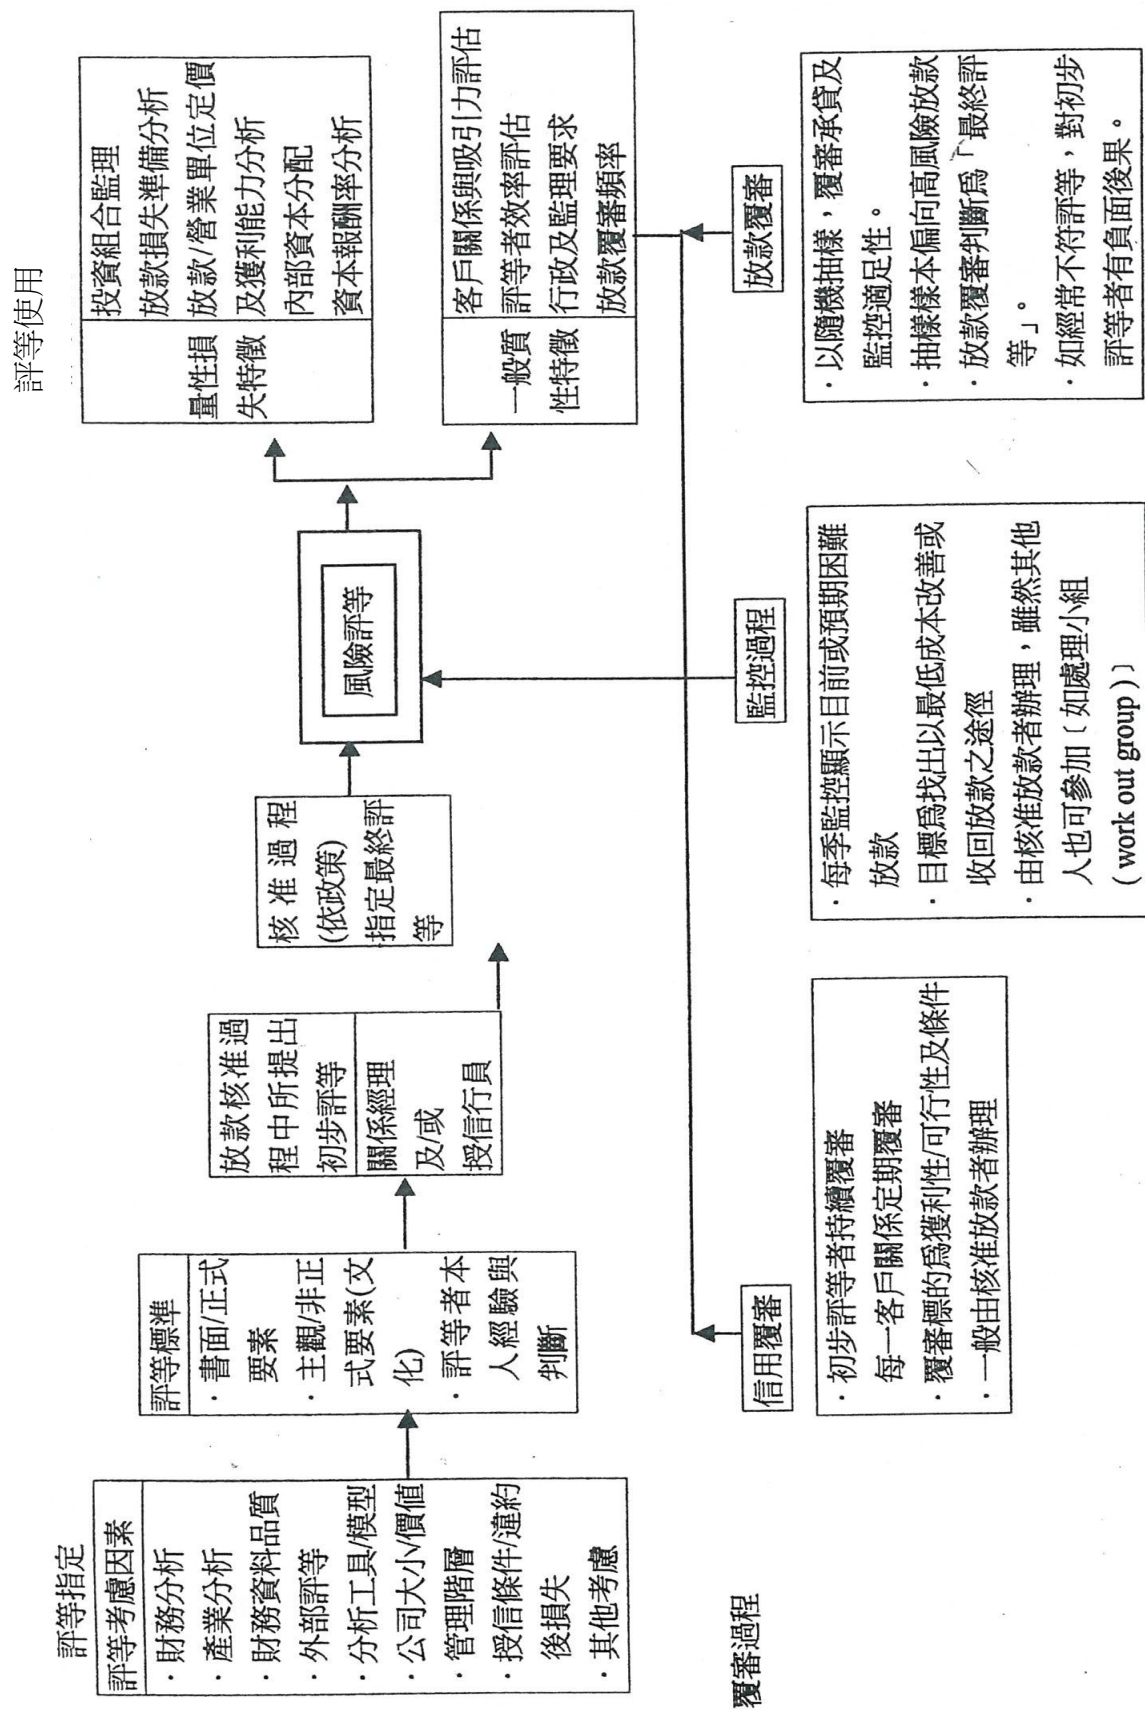 評等指定
評等考慮因素
· 財務分析
· 產業分析
· 財務資料品質
· 外部評等
· 分析工具/模型
· 公司大小/價值
· 管理階層
· 授信條件/違約
後損失
· 其他考慮
評等標準
· 書面/正式
要素
· 主觀/非正
式要素(文
化)
· 評等者本
人經驗與
判斷
放款核准過
程中所提出
初步評等
關係經理
及/或
授信行員
核准過程
(依政策)
指定最終評
等
風險評等
評等使用
量性損
失特徵
投資組合監理
放款損失準備分析
放款/營業單位定價
及獲利能力分析
內部資本分配
資本報酬率分析
一般質
性特徵
客戶關係與吸引力評估
評等者效率評估
行政及監理要求
放款覆審頻率
覆審過程
信用覆審
· 初步評等者持續覆審
每一客戶關係定期覆審
· 覆審標的爲獲利性/可行性及條件
· 一般由核准放款者辦理
監控過程
· 每季監控顯示目前或預期困難
放款
· 目標爲找出以最低成本改善或
收回放款之途徑
· 由核准放款者辦理，雖然其他
人也可參加〔如處理小組
(work out group)〕
放款覆審
· 以隨機抽樣，覆審承貸及
監控適足性。
· 抽樣樣本偏向高風險放款
· 放款覆審判斷爲「最終評
等」。
· 如經常不符評等，對初步
評等者有負面後果。